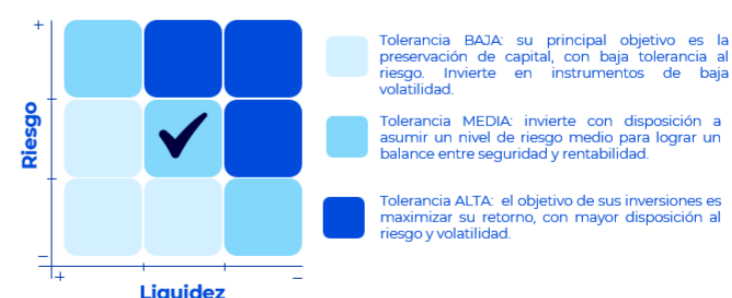 +
Riesgo
−
+
−
Liquidez
Tolerancia BAJA: su principal objetivo es la
preservación de capital, con baja tolerancia al
riesgo. Invierte en instrumentos de baja
volatilidad.
Tolerancia MEDIA: invierte con disposición a
asumir un nivel de riesgo medio para lograr un
balance entre seguridad y rentabilidad.
Tolerancia ALTA: el objetivo de sus inversiones es
maximizar su retorno, con mayor disposición al
riesgo y volatilidad.